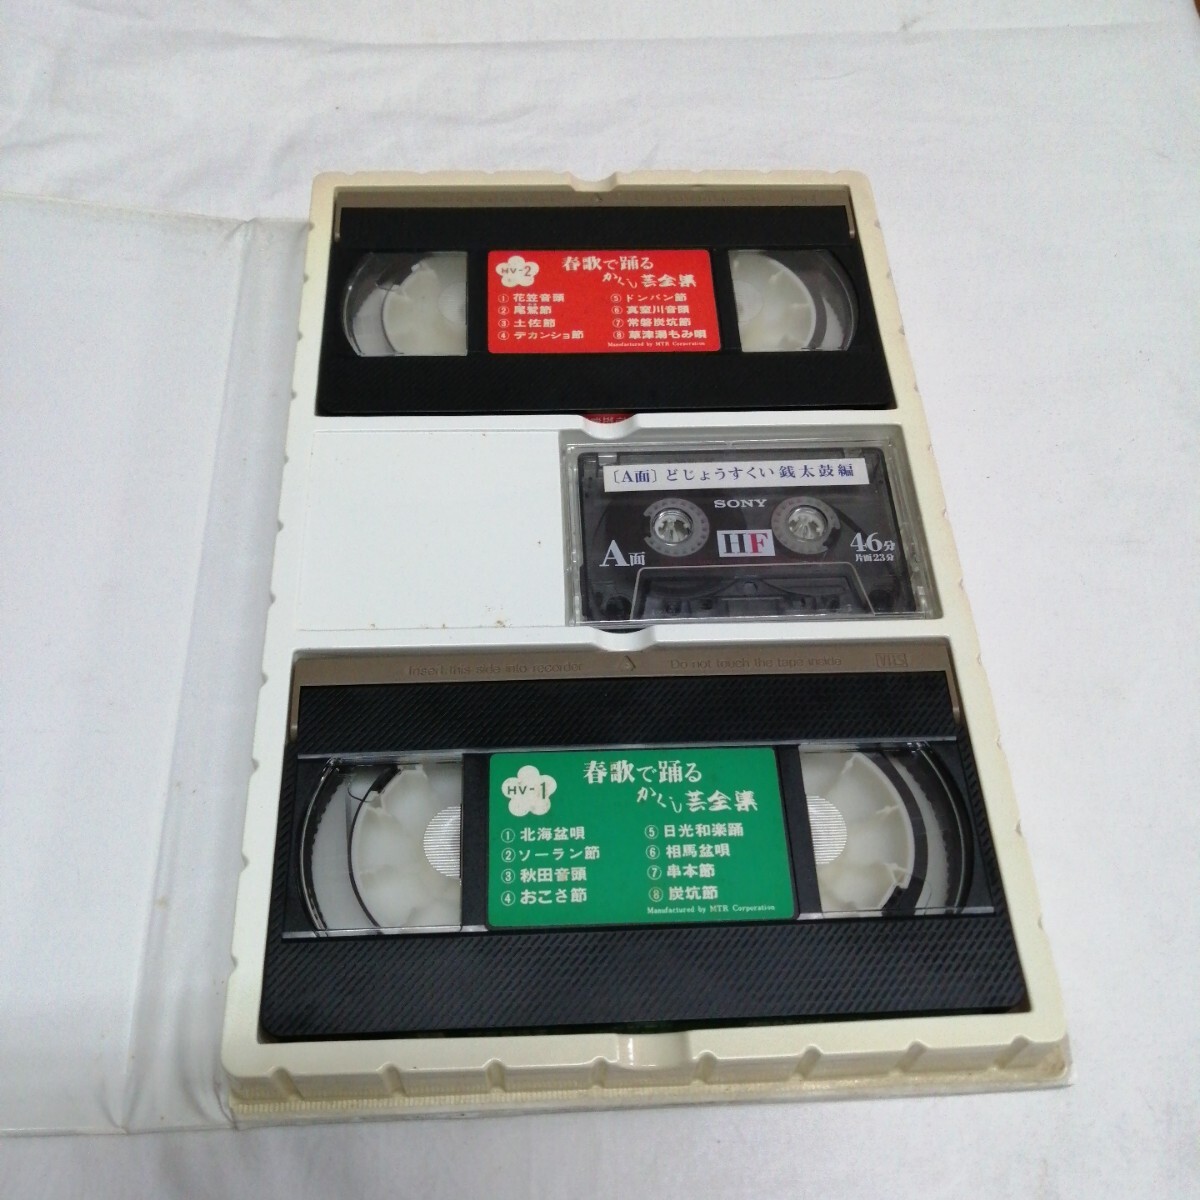 HV-2
春歌で踊る
かくし芸全集
① 花笠音頭
② 尾鷲節
③ 土佐節
④ デカンショ節
⑤ ドンパン節
⑥ 真室川音頭
⑦ 常磐炭坑節
⑧ 草津湯もみ唄
Manufactured by MTR Corporation
〔A面〕どじょうすくい銭太鼓編
SONY
A面
HF
46分
片面23分
Insert this side into recorder
Do not touch the tape inside
VHS
HV-1
春歌で踊る
かくし芸全集
① 北海盆唄
② ソーラン節
③ 秋田音頭
④ おこさ節
⑤ 日光和楽踊
⑥ 相馬盆唄
⑦ 串本節
⑧ 炭坑節
Manufactured by MTR Corporation